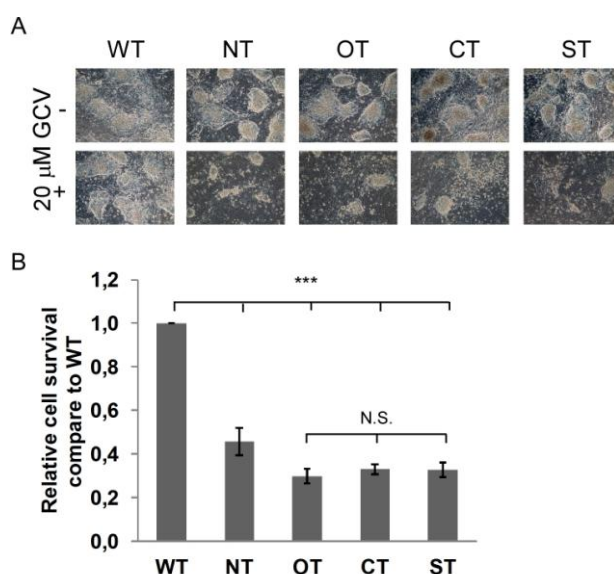 A
WT NT OT CT ST
20 μM GCV
-
+
B
Relative cell survival
compare to WT
1,2
1,0
0,8
0,6
0,4
0,2
0,0
***
N.S.
WT NT OT CT ST